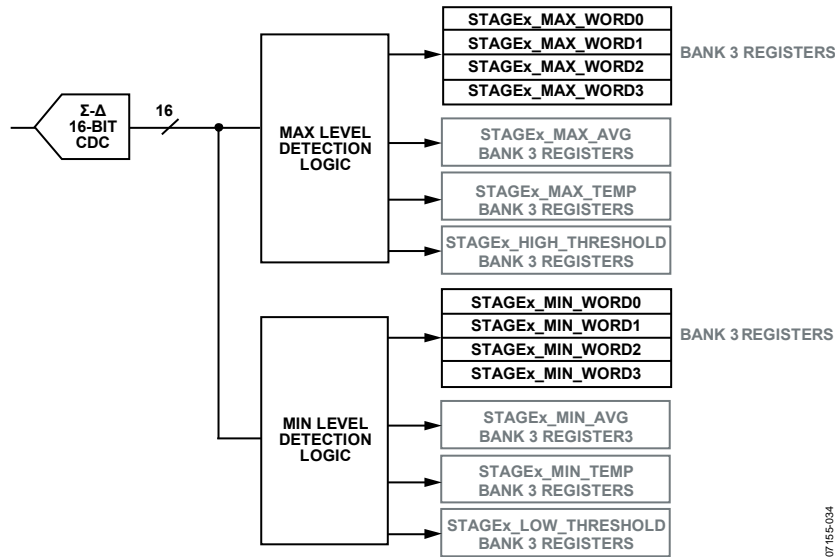 Σ-Δ
16-BIT
CDC
16
MAX LEVEL
DETECTION
LOGIC
STAGEx_MAX_WORD0
STAGEx_MAX_WORD1
STAGEx_MAX_WORD2
STAGEx_MAX_WORD3
BANK 3 REGISTERS
STAGEx_MAX_AVG
BANK 3 REGISTERS
STAGEx_MAX_TEMP
BANK 3 REGISTERS
STAGEx_HIGH_THRESHOLD
BANK 3 REGISTERS
MIN LEVEL
DETECTION
LOGIC
STAGEx_MIN_WORD0
STAGEx_MIN_WORD1
STAGEx_MIN_WORD2
STAGEx_MIN_WORD3
BANK 3 REGISTERS
STAGEx_MIN_AVG
BANK 3 REGISTER3
STAGEx_MIN_TEMP
BANK 3 REGISTERS
STAGEx_LOW_THRESHOLD
BANK 3 REGISTERS
07155-034